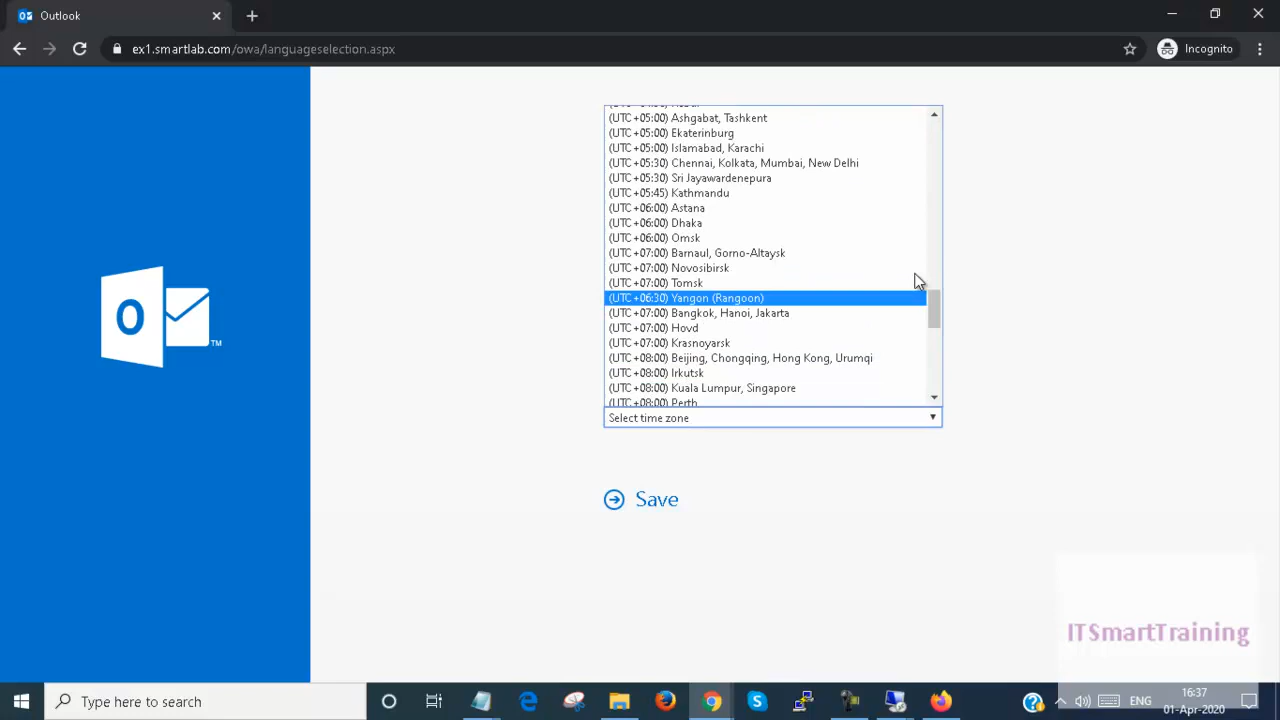 Outlook
ex1.smartlab.com/owa/languageselection.aspx
Incognito
(UTC+05:00) Ashgabat, Tashkent
(UTC+05:00) Ekaterinburg
(UTC+05:00) Islamabad, Karachi
(UTC+05:30) Chennai, Kolkata, Mumbai, New Delhi
(UTC+05:30) Sri Jayawardenepura
(UTC+05:45) Kathmandu
(UTC+06:00) Astana
(UTC+06:00) Dhaka
(UTC+06:00) Omsk
(UTC+07:00) Barnaul, Gorno-Altaysk
(UTC+07:00) Novosibirsk
(UTC+07:00) Tomsk
(UTC+06:30) Yangon (Rangoon)
(UTC+07:00) Bangkok, Hanoi, Jakarta
(UTC+07:00) Hovd
(UTC+07:00) Krasnoyarsk
(UTC+08:00) Beijing, Chongqing, Hong Kong, Urumqi
(UTC+08:00) Irkutsk
(UTC+08:00) Kuala Lumpur, Singapore
(UTC+08:00) Perth
Select time zone
Save
O
TM
ITSmartTraining
Type here to search
ENG
16:37
01-Apr-2020